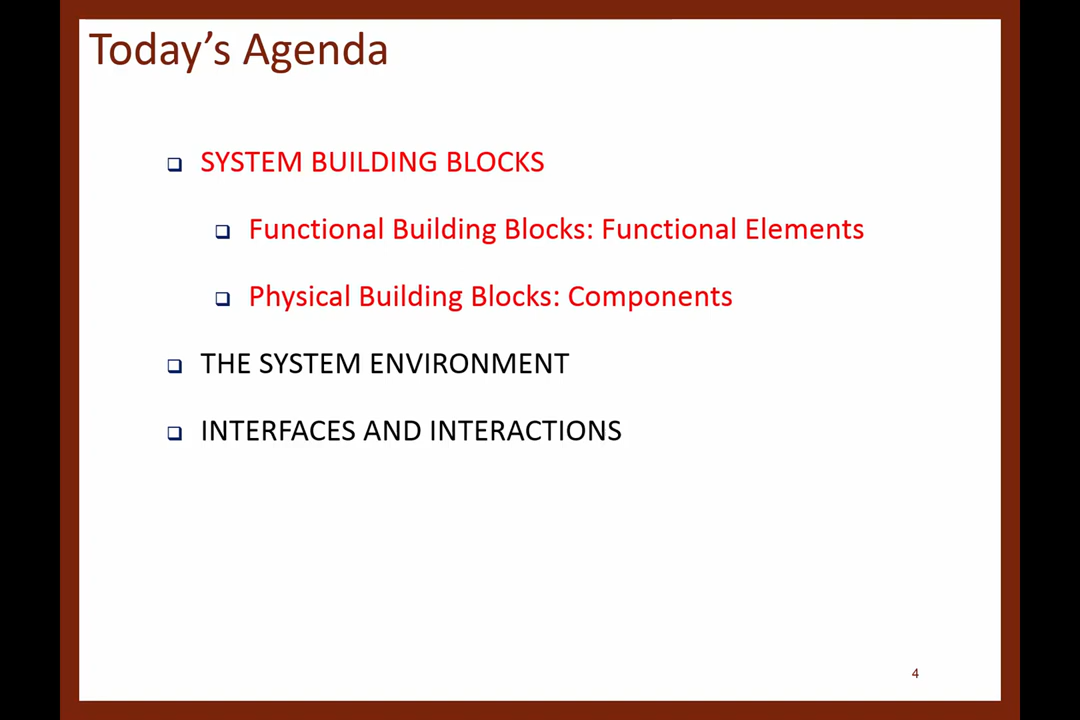 Today’s Agenda
SYSTEM BUILDING BLOCKS
Functional Building Blocks: Functional Elements
Physical Building Blocks: Components
THE SYSTEM ENVIRONMENT
INTERFACES AND INTERACTIONS
4